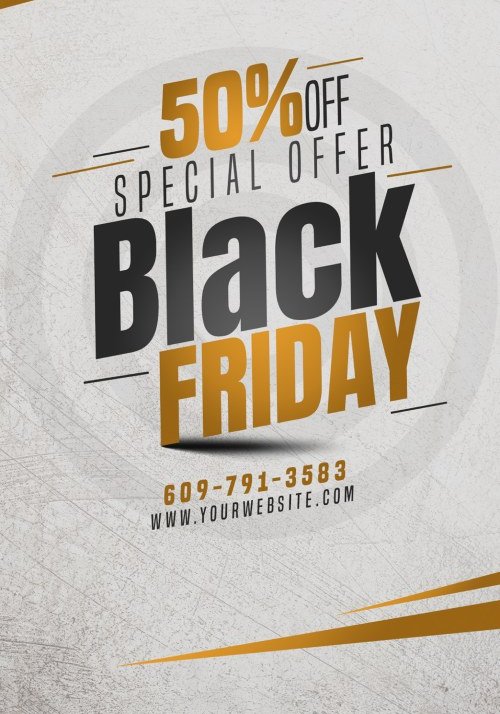 50% OFF
SPECIAL OFFER
Black
FRIDAY
609-791-3583
WWW.YOURWEBSITE.COM